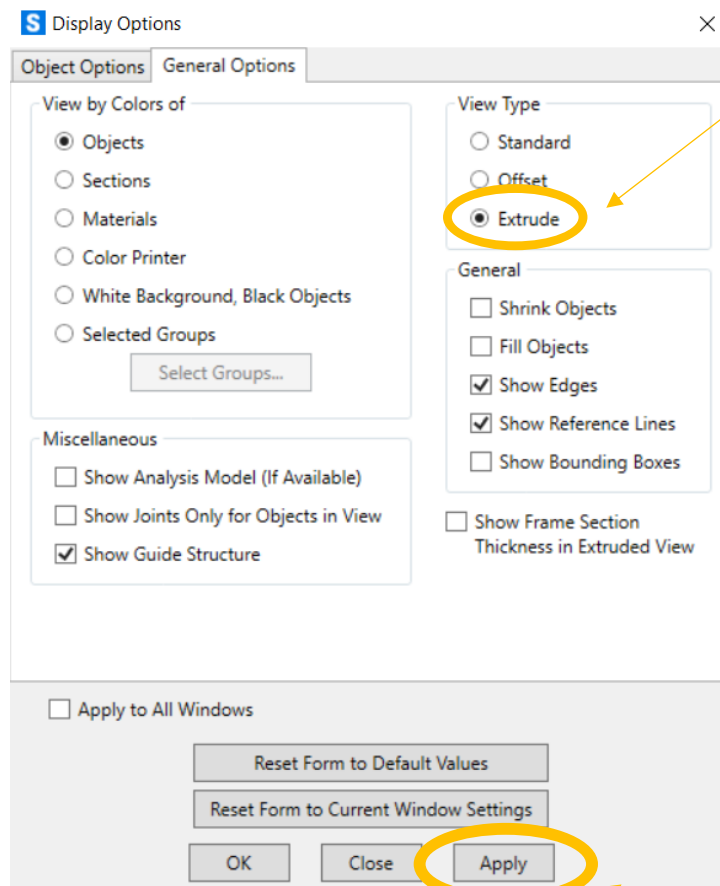 S Display Options
Object Options General Options
View by Colors of
Objects
Sections
Materials
Color Printer
White Background, Black Objects
Selected Groups
Select Groups...
Miscellaneous
Show Analysis Model (If Available)
Show Joints Only for Objects in View
Show Guide Structure
View Type
Standard
Offset
Extrude
General
Shrink Objects
Fill Objects
Show Edges
Show Reference Lines
Show Bounding Boxes
Show Frame Section
Thickness in Extruded View
Apply to All Windows
Reset Form to Default Values
Reset Form to Current Window Settings
OK Close Apply